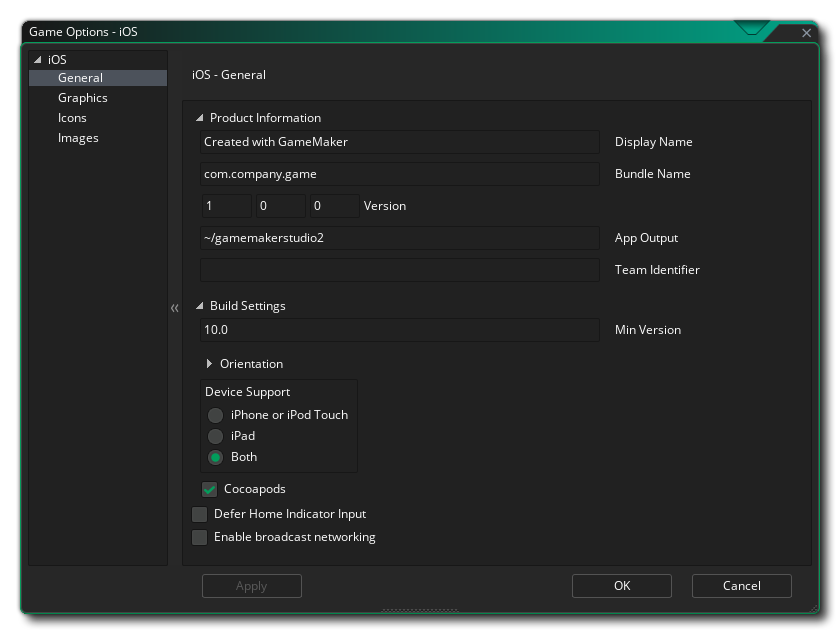 Game Options - iOS
iOS
General
Graphics
Icons
Images
iOS - General
Product Information
Created with GameMaker Display Name
com.company.game Bundle Name
1 0 0 Version
~/gamemakerstudio2 App Output
Team Identifier
Build Settings
10.0 Min Version
Orientation
Device Support
iPhone or iPod Touch
iPad
Both
Cocoapods
Defer Home Indicator Input
Enable broadcast networking
Apply OK Cancel